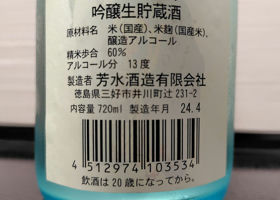 吟醸生貯蔵酒
原材料名 米(国産)、米麹(国産米)、
醸造アルコール
精米歩合 60%
アルコール分 13度
製造者 芳水酒造有限会社
徳島県三好市井川町辻231-2
内容量 720ml 製造年月 24.4
4 512974 103534
飲酒は20歳になってから。